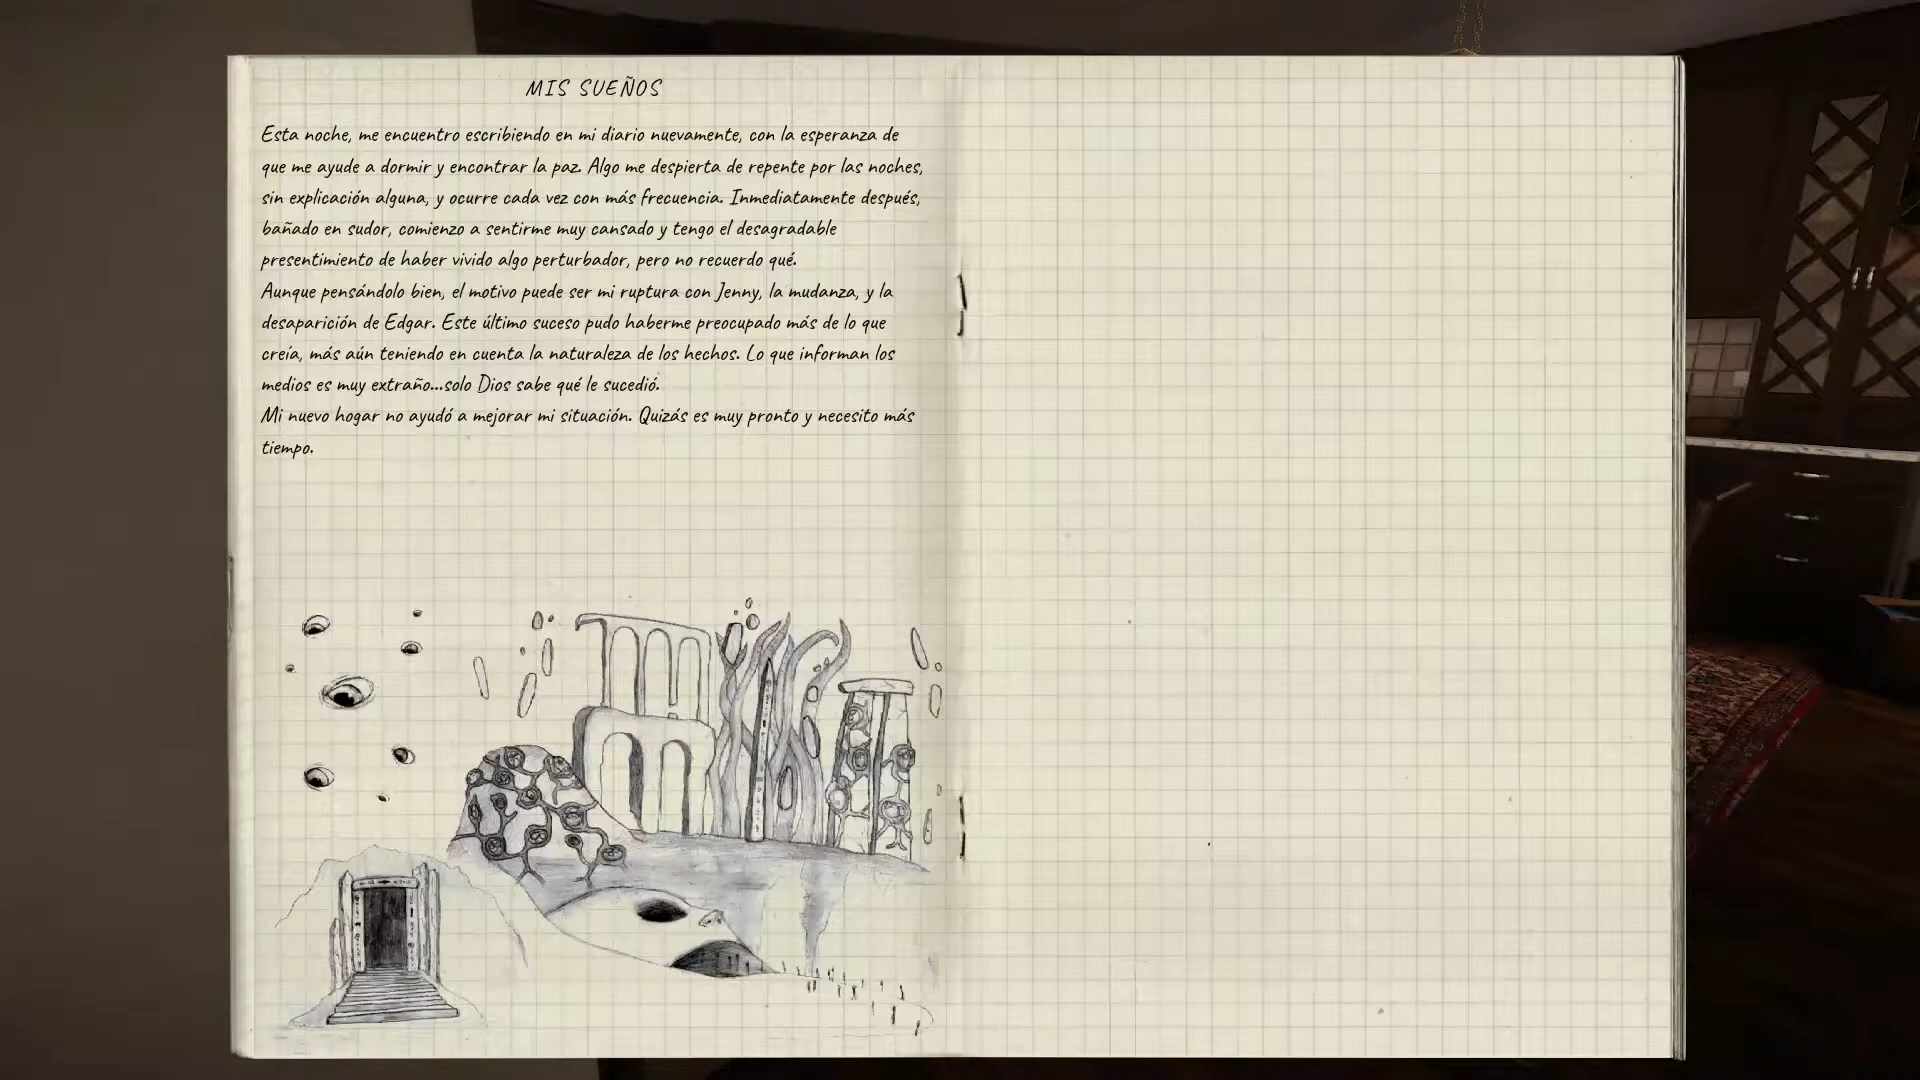 MIS SUEÑOS
Esta noche, me encuentro escribiendo en mi diario nuevamente, con la esperanza de
que me ayude a dormir y encontrar la paz. Algo me despierta de repente por las noches,
sin explicación alguna, y ocurre cada vez con más frecuencia. Inmediatamente después,
bañado en sudor, comienzo a sentirme muy cansado y tengo el desagradable
presentimiento de haber vivido algo perturbador, pero no recuerdo qué.
Aunque pensándolo bien, el motivo puede ser mi ruptura con Jenny, la mudanza, y la
desaparición de Edgar. Este último suceso pudo haberme preocupado más de lo que
creía, más aún teniendo en cuenta la naturaleza de los hechos. Lo que informan los
medios es muy extraño...solo Dios sabe qué le sucedió.
Mi nuevo hogar no ayudó a mejorar mi situación. Quizás es muy pronto y necesito más
tiempo.